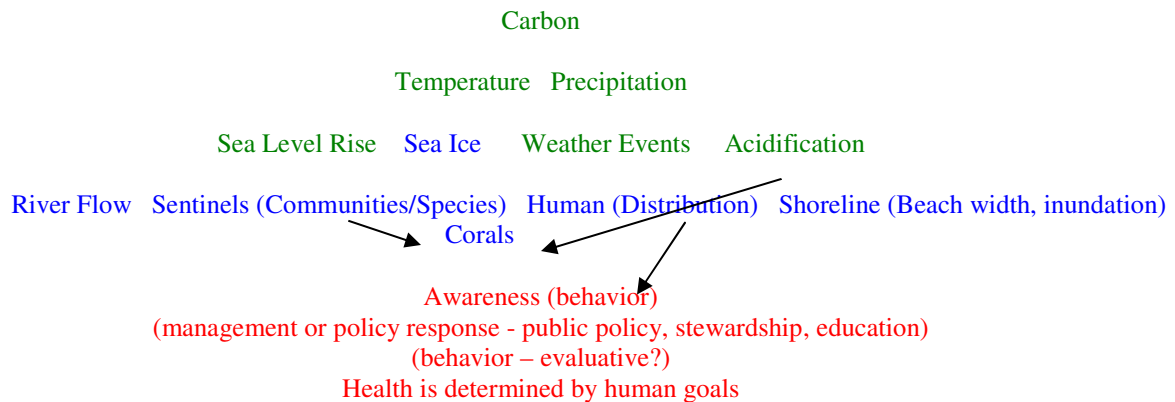 Carbon
Temperature Precipitation
Sea Level Rise Sea Ice Weather Events Acidification
River Flow Sentinels (Communities/Species) Human (Distribution) Shoreline (Beach width, inundation)
Corals
Awareness (behavior)
(management or policy response - public policy, stewardship, education)
(behavior – evaluative?)
Health is determined by human goals